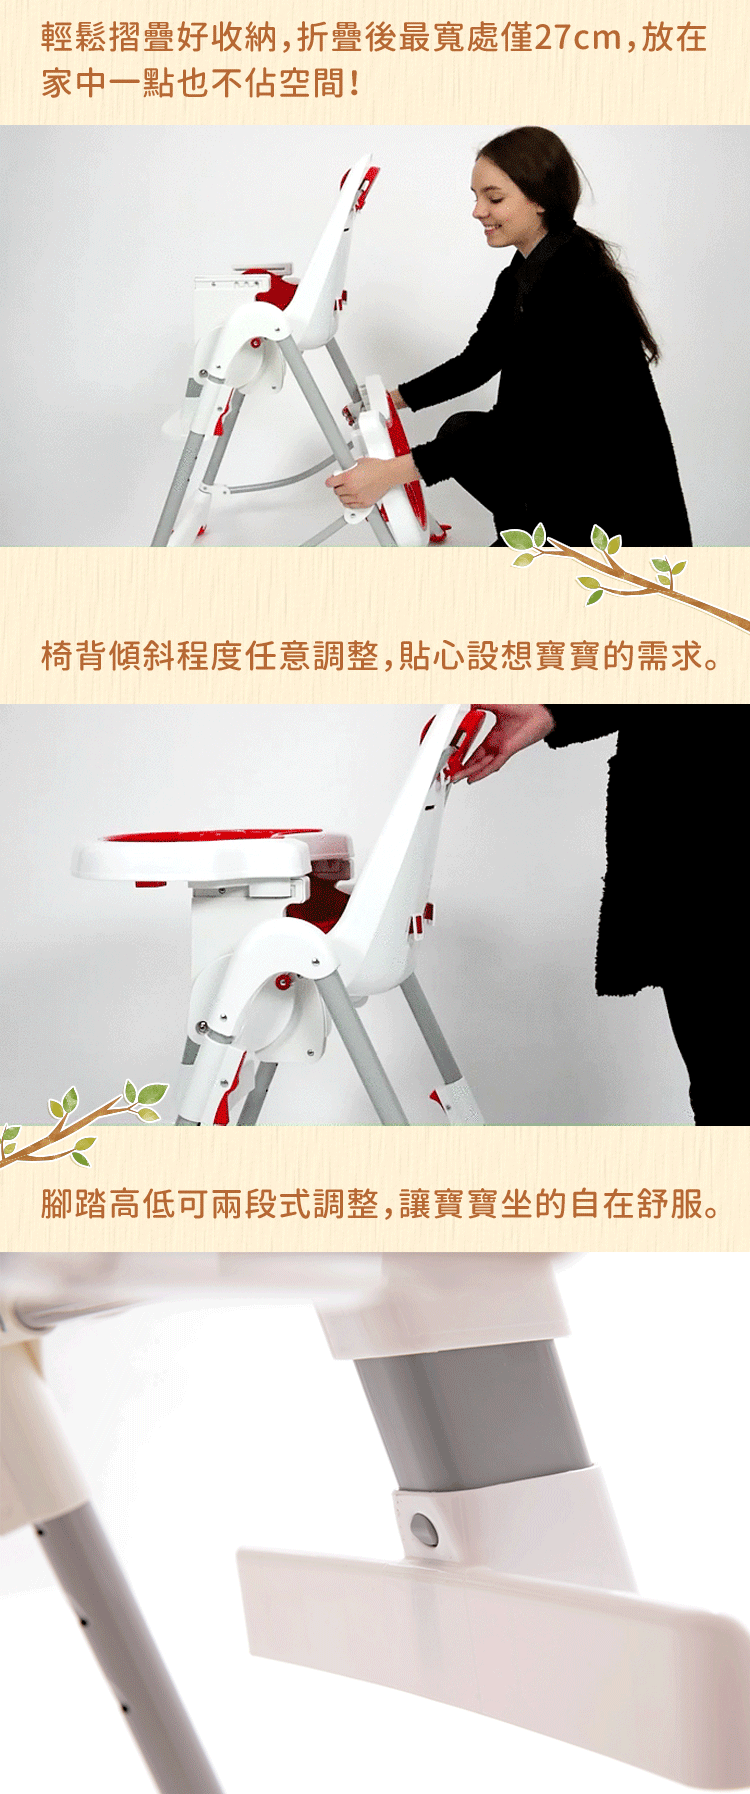 輕鬆摺疊好收納,折疊後最寬處僅27cm,放在
家中一點也不佔空間!
椅背傾斜程度任意調整,貼心設想寶寶的需求。
腳踏高低可兩段式調整,讓寶寶坐的自在舒服。